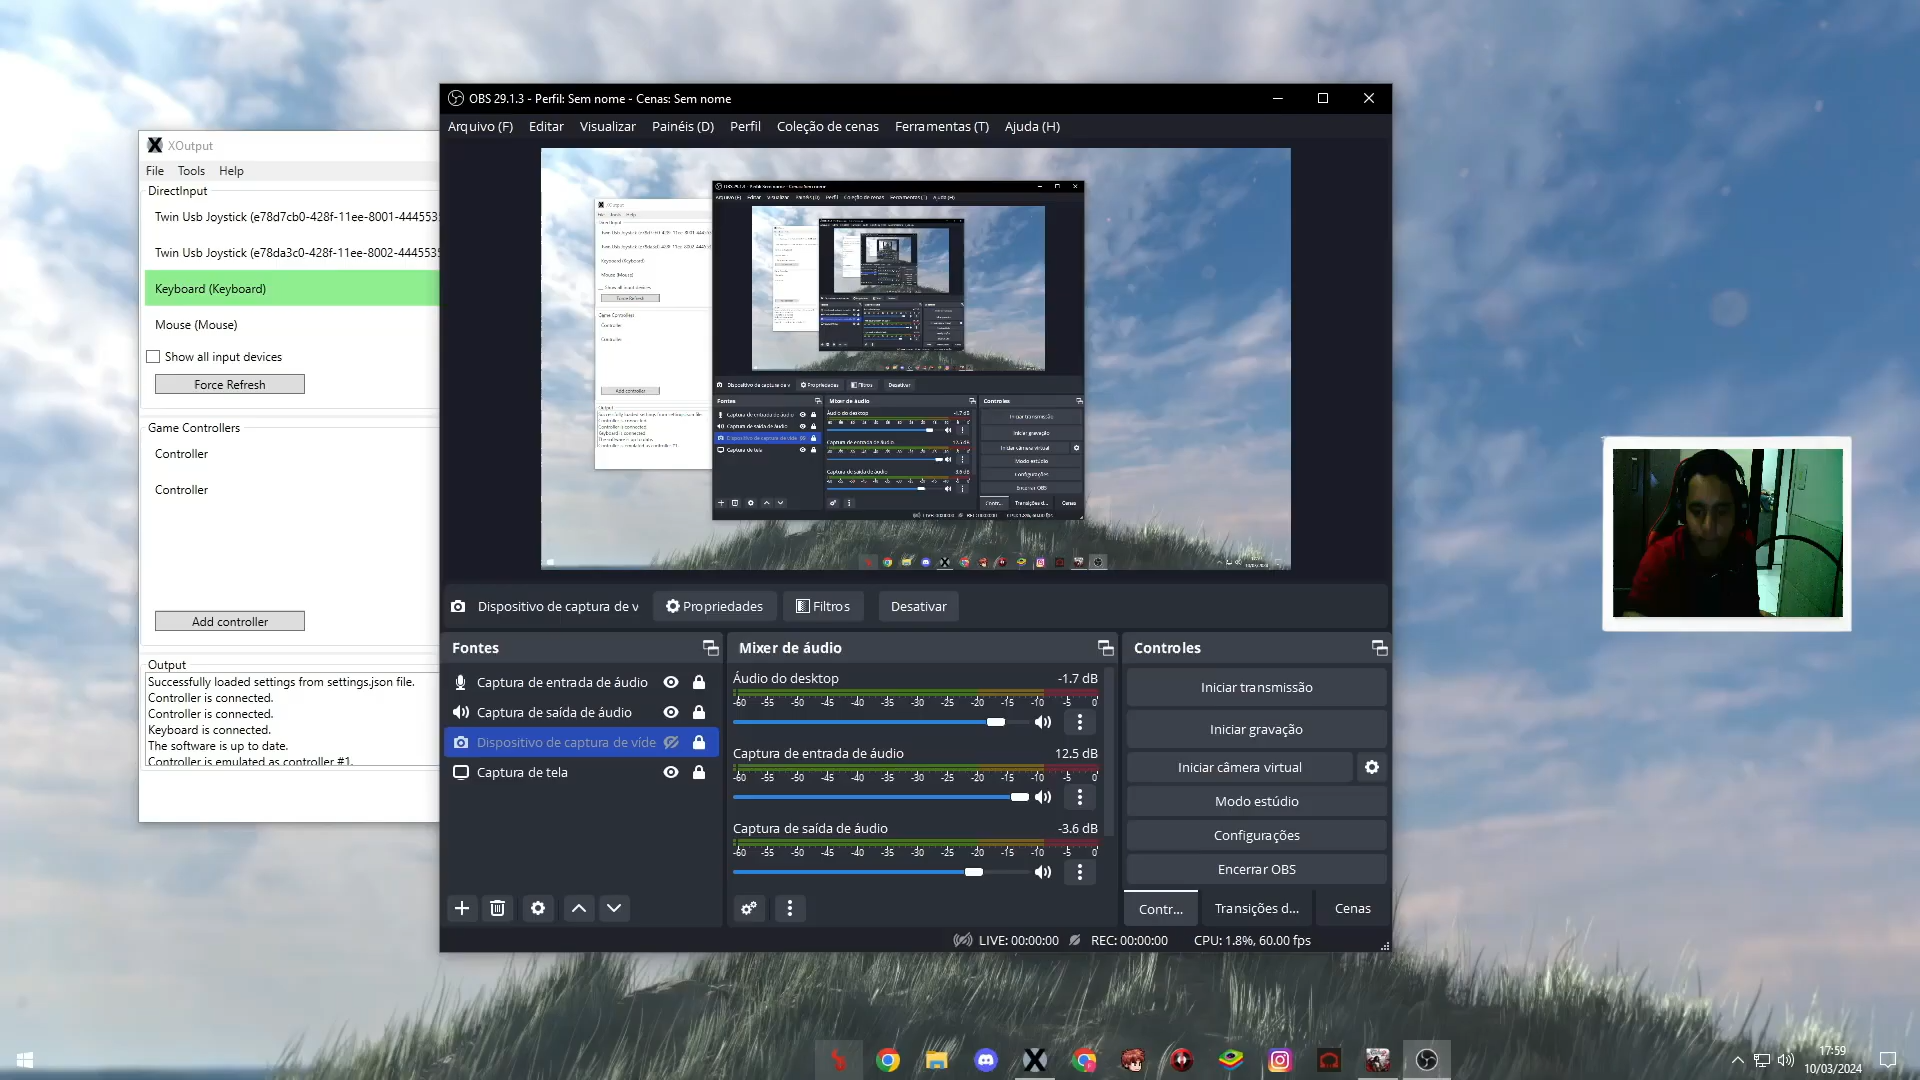 XOutput
File Tools Help
DirectInput
Twin Usb Joystick (e78d7cb0-428f-11ee-8001-444553
Twin Usb Joystick (e78da3c0-428f-11ee-8002-444553
Keyboard (Keyboard)
Mouse (Mouse)
Show all input devices
Force Refresh
Game Controllers
Controller
Controller
Add controller
Output
Successfully loaded settings from settings.json file.
Controller is connected.
Controller is connected.
Keyboard is connected.
The software is up to date.
Controller is emulated as controller #1.
OBS 29.1.3 - Perfil: Sem nome - Cenas: Sem nome
Arquivo (F) Editar Visualizar Painéis (D) Perfil Coleção de cenas Ferramentas (T) Ajuda (H)
Dispositivo de captura de v Propriedades Filtros Desativar
Fontes
Captura de entrada de áudio
Captura de saída de áudio
Dispositivo de captura de víde
Captura de tela
Mixer de áudio
Áudio do desktop -1.7 dB
-60 -55 -50 -45 -40 -35 -30 -25 -20 -15 -10 -5 0
Captura de entrada de áudio 12.5 dB
-60 -55 -50 -45 -40 -35 -30 -25 -20 -15 -10 -5 0
Captura de saída de áudio -3.6 dB
-60 -55 -50 -45 -40 -35 -30 -25 -20 -15 -10 -5 0
Controles
Iniciar transmissão
Iniciar gravação
Iniciar câmera virtual
Modo estúdio
Configurações
Encerrar OBS
Contr... Transições d... Cenas
LIVE: 00:00:00 REC: 00:00:00 CPU: 1.8%, 60.00 fps
17:59
10/03/2024